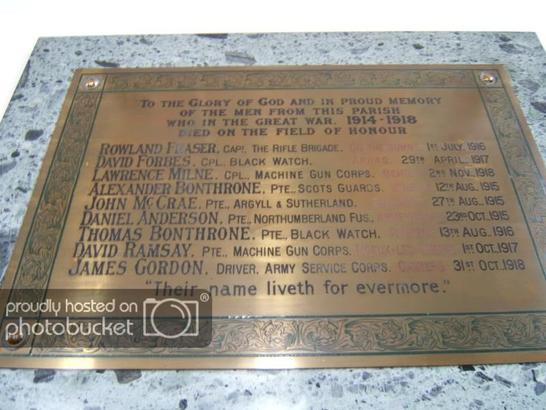 To the Glory of God and in proud memory
of the men from this parish
who in the Great War. 1914-1918
died on the field of honour
Rowland Fraser, Capt. The Rifle Brigade. 1st July, 1916
David Forbes, Cpl. Black Watch. Arras. 29th April, 1917
Lawrence Milne, Cpl., Machine Gun Corps. 2nd Nov. 1918
Alexander Bonthrone, Pte., Scots Guards. 12th Aug. 1915
John McCrae, Pte., Argyll & Sutherland. 27th Aug. 1915
Daniel Anderson, Pte., Northumberland Fus. 23rd Oct. 1915
Thomas Bonthrone, Pte., Black Watch. 13th Aug. 1916
David Ramsay, Pte., Machine Gun Corps. 1st Oct. 1917
James Gordon, Driver, Army Service Corps. 31st Oct. 1918
"Their name liveth for evermore."
proudly hosted on
photobucket